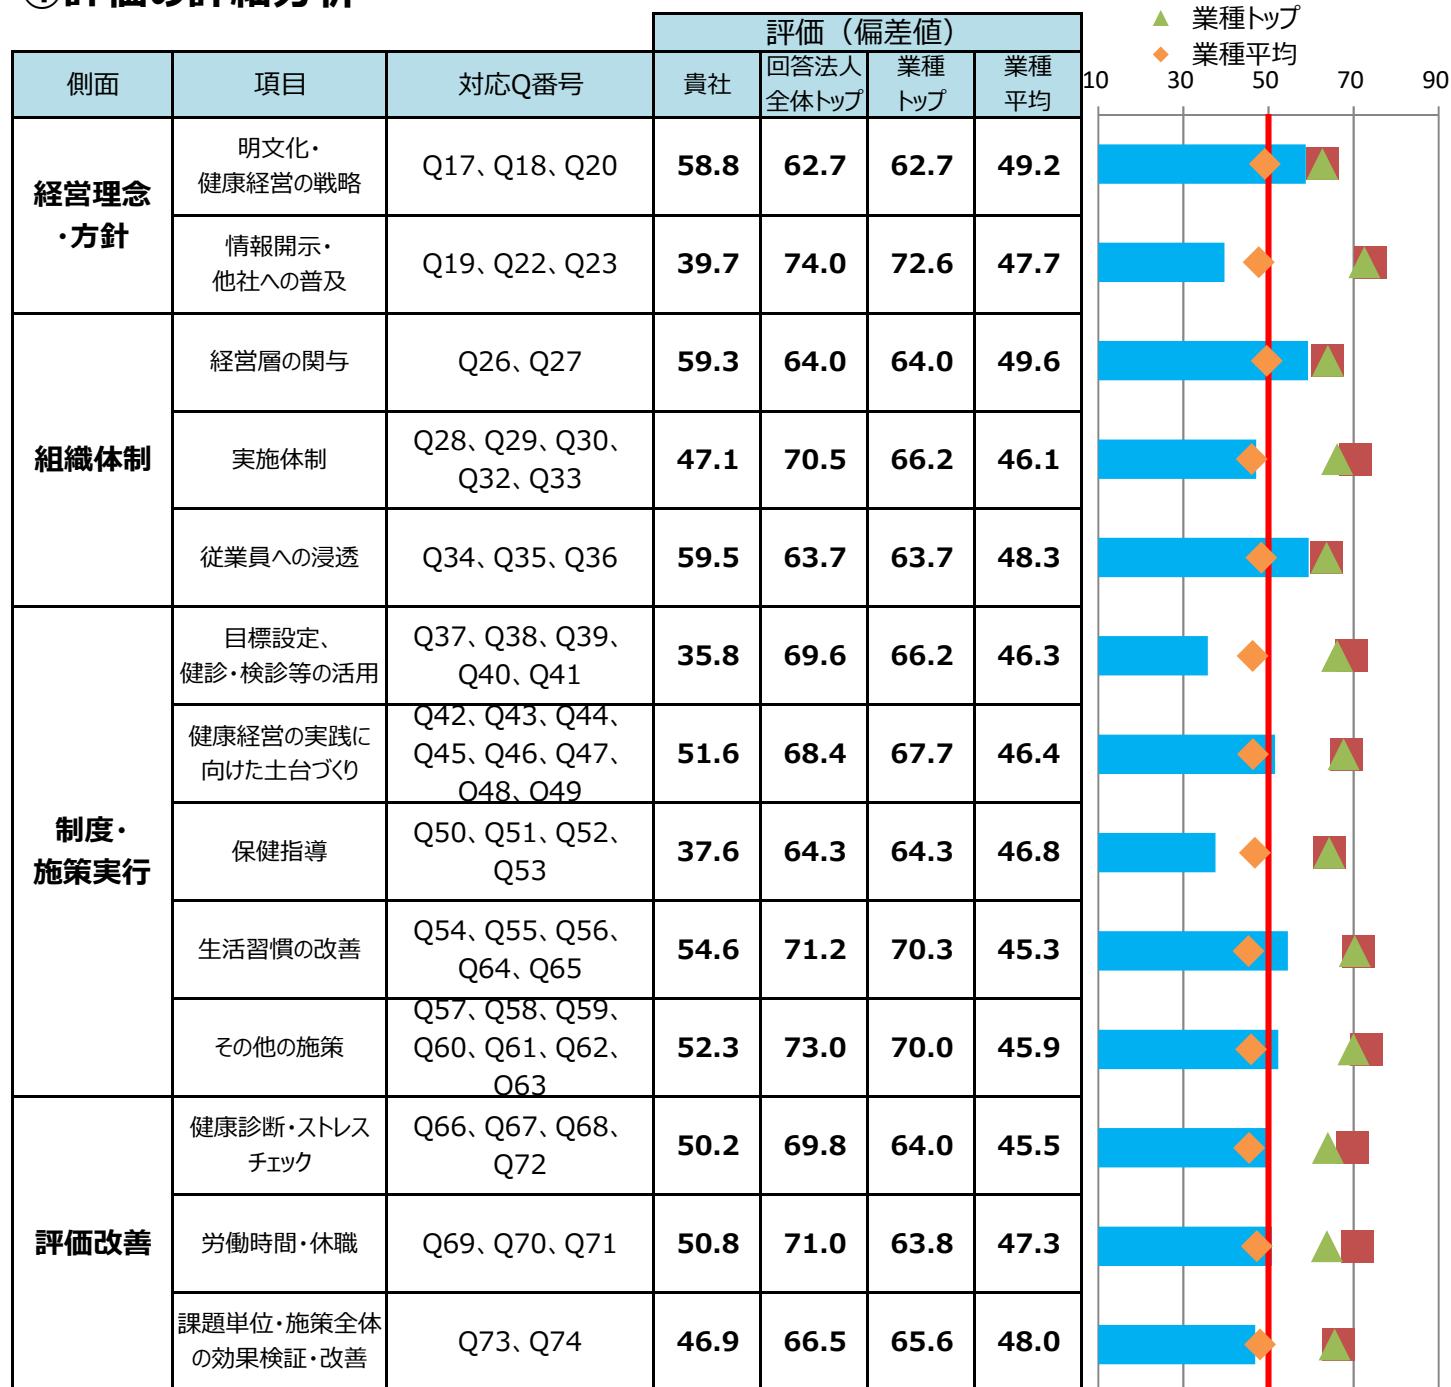 ①評価の詳細分析
▲ 業種トップ
◆ 業種平均
評価（偏差値）
側面 項目 対応Q番号 貴社 回答法人 業種 業種
全体トップ トップ 平均
10 30 50 70 90
経営理念
・方針
明文化・
健康経営の戦略
Q17、Q18、Q20 58.8 62.7 62.7 49.2
情報開示・
他社への普及
Q19、Q22、Q23 39.7 74.0 72.6 47.7
組織体制
経営層の関与 Q26、Q27 59.3 64.0 64.0 49.6
実施体制
Q28、Q29、Q30、
Q32、Q33
47.1 70.5 66.2 46.1
従業員への浸透 Q34、Q35、Q36 59.5 63.7 63.7 48.3
制度・
施策実行
目標設定、
健診・検診等の活用
Q37、Q38、Q39、
Q40、Q41
35.8 69.6 66.2 46.3
健康経営の実践に
向けた土台づくり
Q42、Q43、Q44、
Q45、Q46、Q47、
Q48、Q49
51.6 68.4 67.7 46.4
保健指導
Q50、Q51、Q52、
Q53
37.6 64.3 64.3 46.8
生活習慣の改善
Q54、Q55、Q56、
Q64、Q65
54.6 71.2 70.3 45.3
その他の施策
Q57、Q58、Q59、
Q60、Q61、Q62、
Q63
52.3 73.0 70.0 45.9
評価改善
健康診断・ストレス
チェック
Q66、Q67、Q68、
Q72
50.2 69.8 64.0 45.5
労働時間・休職 Q69、Q70、Q71 50.8 71.0 63.8 47.3
課題単位・施策全体
の効果検証・改善
Q73、Q74 46.9 66.5 65.6 48.0